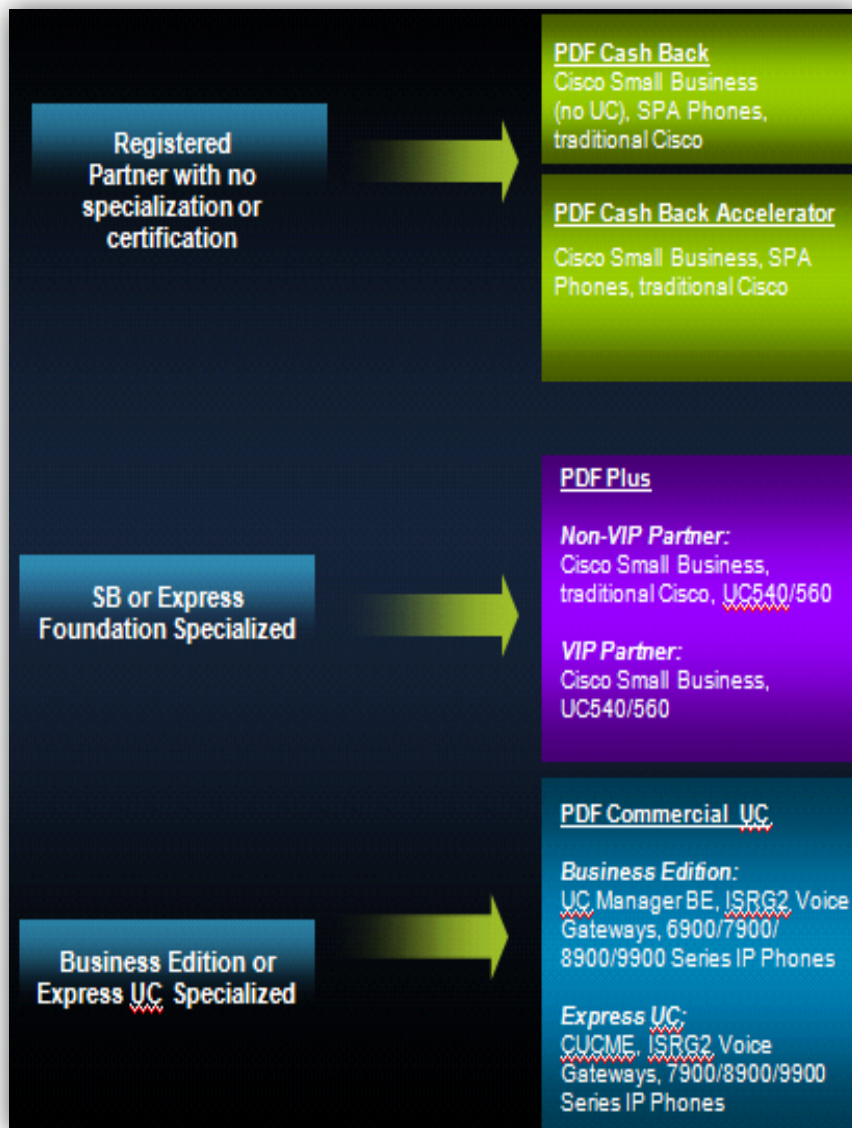 Registered
Partner with no
specialization or
certification
PDF Cash Back
Cisco Small Business
(no UC), SPA Phones,
traditional Cisco
PDF Cash Back Accelerator
Cisco Small Business, SPA
Phones, traditional Cisco
SB or Express
Foundation Specialized
PDF Plus
Non-VIP Partner:
Cisco Small Business,
traditional Cisco, UC540/560
VIP Partner:
Cisco Small Business,
UC540/560
Business Edition or
Express UC Specialized
PDF Commercial UC
Business Edition:
UC Manager BE, ISRG2 Voice
Gateways, 6900/7900/
8900/9900 Series IP Phones
Express UC:
CUCME, ISRG2 Voice
Gateways, 7900/8900/9900
Series IP Phones